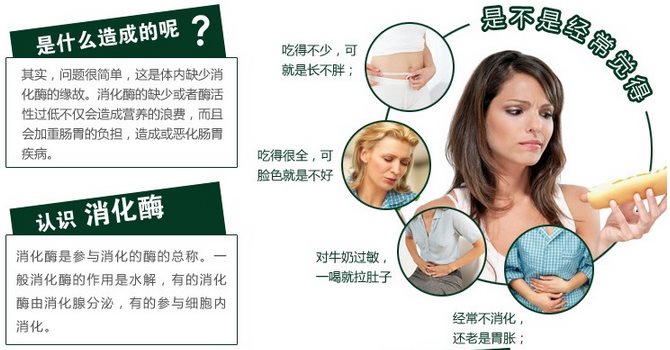 是什么造成的呢？
其实，问题很简单，这是体内缺少消
化酶的缘故。消化酶的缺少或者酶活
性过低不仅会造成营养的浪费，而且
会加重肠胃的负担，造成或恶化肠胃
疾病。
认识 消化酶
消化酶是参与消化的酶的总称。一
般消化酶的作用是水解，有的消化
酶由消化腺分泌，有的参与细胞内
消化。
是不是经常觉得
吃得不少，可
就是长不胖；
吃得很全，可
脸色就是不好
对牛奶过敏，
一喝就拉肚子
经常不消化，
还老是胃胀；